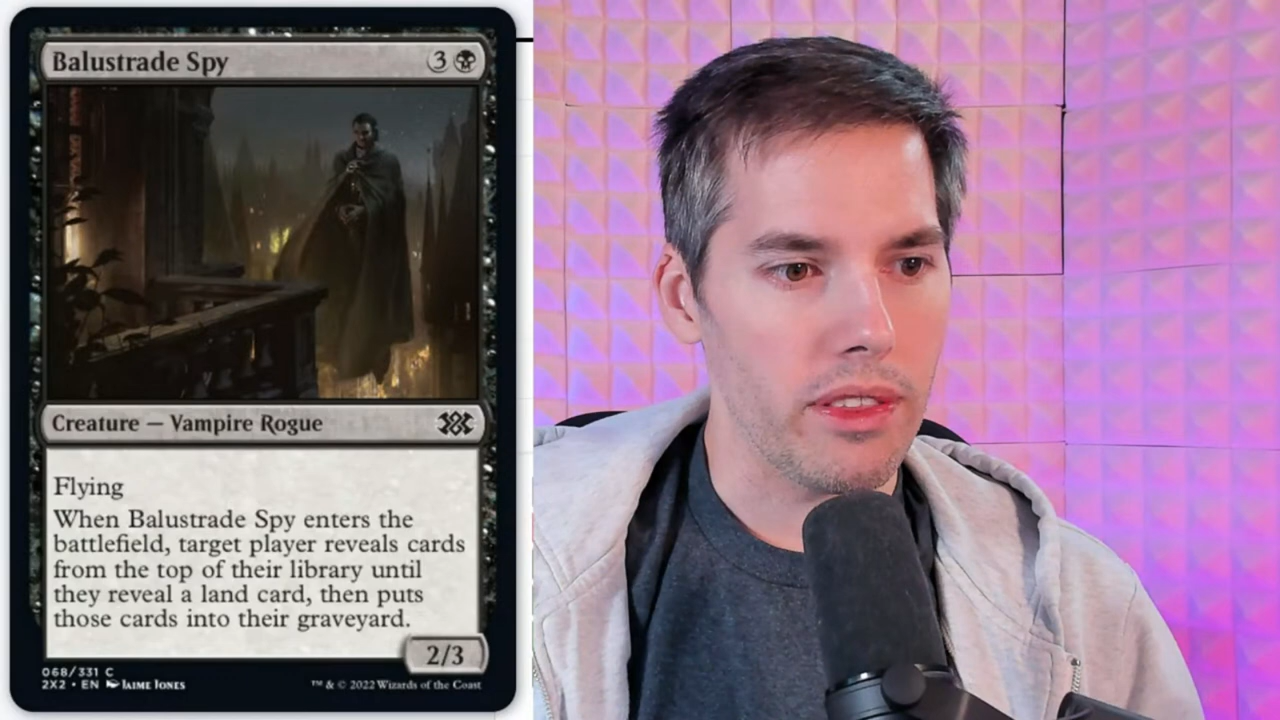 Balustrade Spy 3
Creature — Vampire Rogue
Flying
When Balustrade Spy enters the
battlefield, target player reveals cards
from the top of their library until
they reveal a land card, then puts
those cards into their graveyard.
2/3
068/331 C
2X2 • EN JAIME JONES
™ & © 2022 Wizards of the Coast